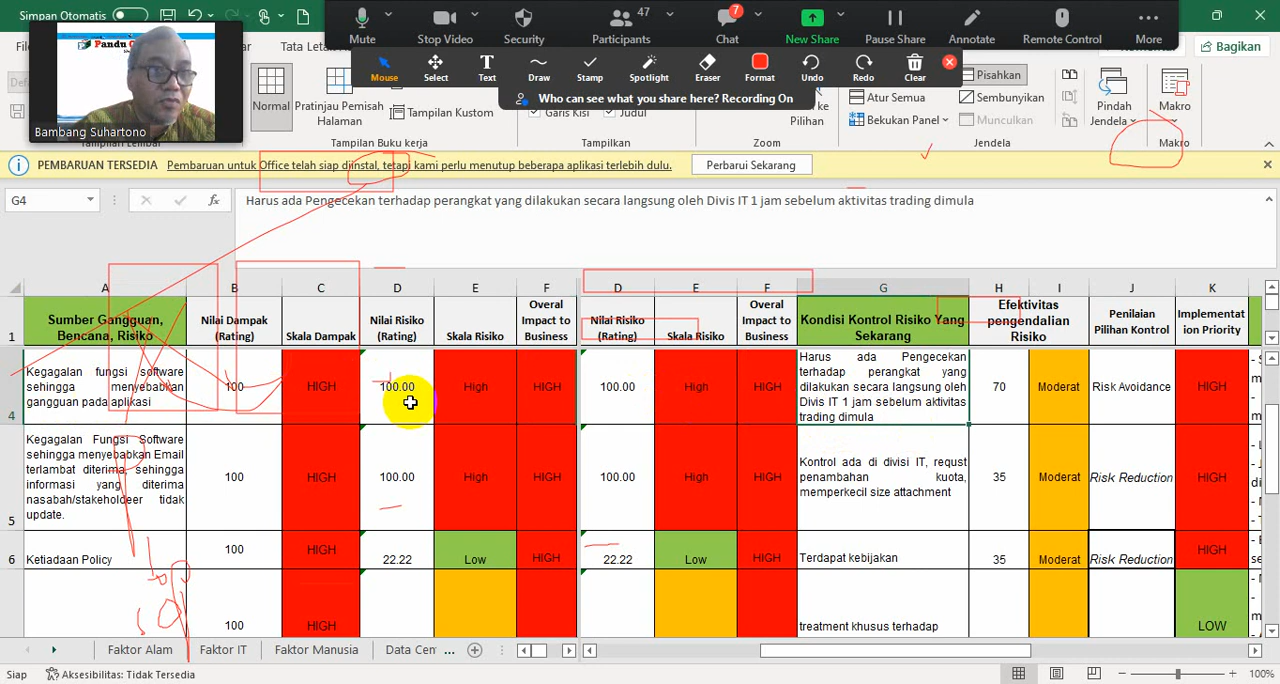 Simpan Otomatis
47
7
Mute
Stop Video
Security
Participants
Chat
New Share
Pause Share
Annotate
Remote Control
More
Tata Leta
Bagikan
Mouse
Select
Text
Draw
Stamp
Spotlight
Eraser
Format
Undo
Redo
Clear
Who can see what you share here? Recording On
Pandu
Bambang Suhartono
Normal
Pratinjau Pemisah
Halaman
Tampilan Kustom
Garis Kisi
Judul
Pilihan
Pisahkan
Atur Semua
Sembunyikan
Bekukan Panel
Munculkan
Pindah
Jendela
Makro
Tampilan Buku kerja
Tampilkan
Zoom
Jendela
Makro
PEMBARUAN TERSEDIA
Pembaruan untuk Office telah siap diinstal, tetapi kami perlu menutup beberapa aplikasi terlebih dulu.
Perbarui Sekarang
G4
fx
Harus ada Pengecekan terhadap perangkat yang dilakukan secara langsung oleh Divis IT 1 jam sebelum aktivitas trading dimula
A B C D E F D E F G H I J K
1
Sumber Gangguan,
Bencana, Risiko
Nilai Dampak
(Rating)
Skala Dampak
Nilai Risiko
(Rating)
Skala Risiko
Overal
Impact to
Business
Nilai Risiko
(Rating)
Skala Risiko
Overal
Impact to
Business
Kondisi Kontrol Risiko Yang
Sekarang
Efektivitas
pengendalian
Risiko
Penilaian
Pilihan Kontrol
Implementat
ion Priority
4
Kegagalan fungsi software
sehingga menyebabkan
gangguan pada aplikasi
100
HIGH
100.00
High
HIGH
100.00
High
HIGH
Harus ada Pengecekan
terhadap perangkat yang
dilakukan secara langsung oleh
Divis IT 1 jam sebelum aktivitas
trading dimula
70
Moderat
Risk Avoidance
HIGH
5
Kegagalan Fungsi Software
sehingga menyebabkan Email
terlambat diterima sehingga
informasi yang diterima
nasabah/stakeholdeer tidak
update.
100
HIGH
100.00
High
HIGH
100.00
High
HIGH
Kontrol ada di divisi IT, requst
penambahan kuota,
memperkecil size attachment
35
Moderat
Risk Reduction
HIGH
6
Ketiadaan Policy
100
HIGH
22.22
Low
HIGH
22.22
Low
HIGH
Terdapat kebijakan
35
Moderat
Risk Reduction
HIGH
100
HIGH
treatment khusus terhadap
LOW
Faktor Alam
Faktor IT
Faktor Manusia
Data Cen
...
Siap
Aksesibilitas: Tidak Tersedia
100%